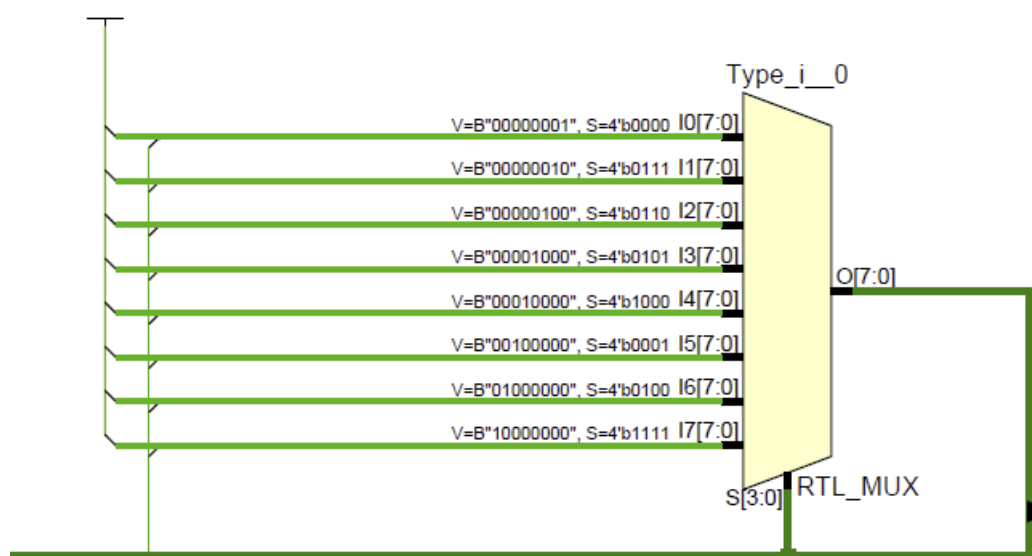 Type_i__0
V=B"00000001", S=4'b0000 I0[7:0]
V=B"00000010", S=4'b0111 I1[7:0]
V=B"00000100", S=4'b0110 I2[7:0]
V=B"00001000", S=4'b0101 I3[7:0]
O[7:0]
V=B"00010000", S=4'b1000 I4[7:0]
V=B"00100000", S=4'b0001 I5[7:0]
V=B"01000000", S=4'b0100 I6[7:0]
V=B"10000000", S=4'b1111 I7[7:0]
S[3:0] RTL_MUX